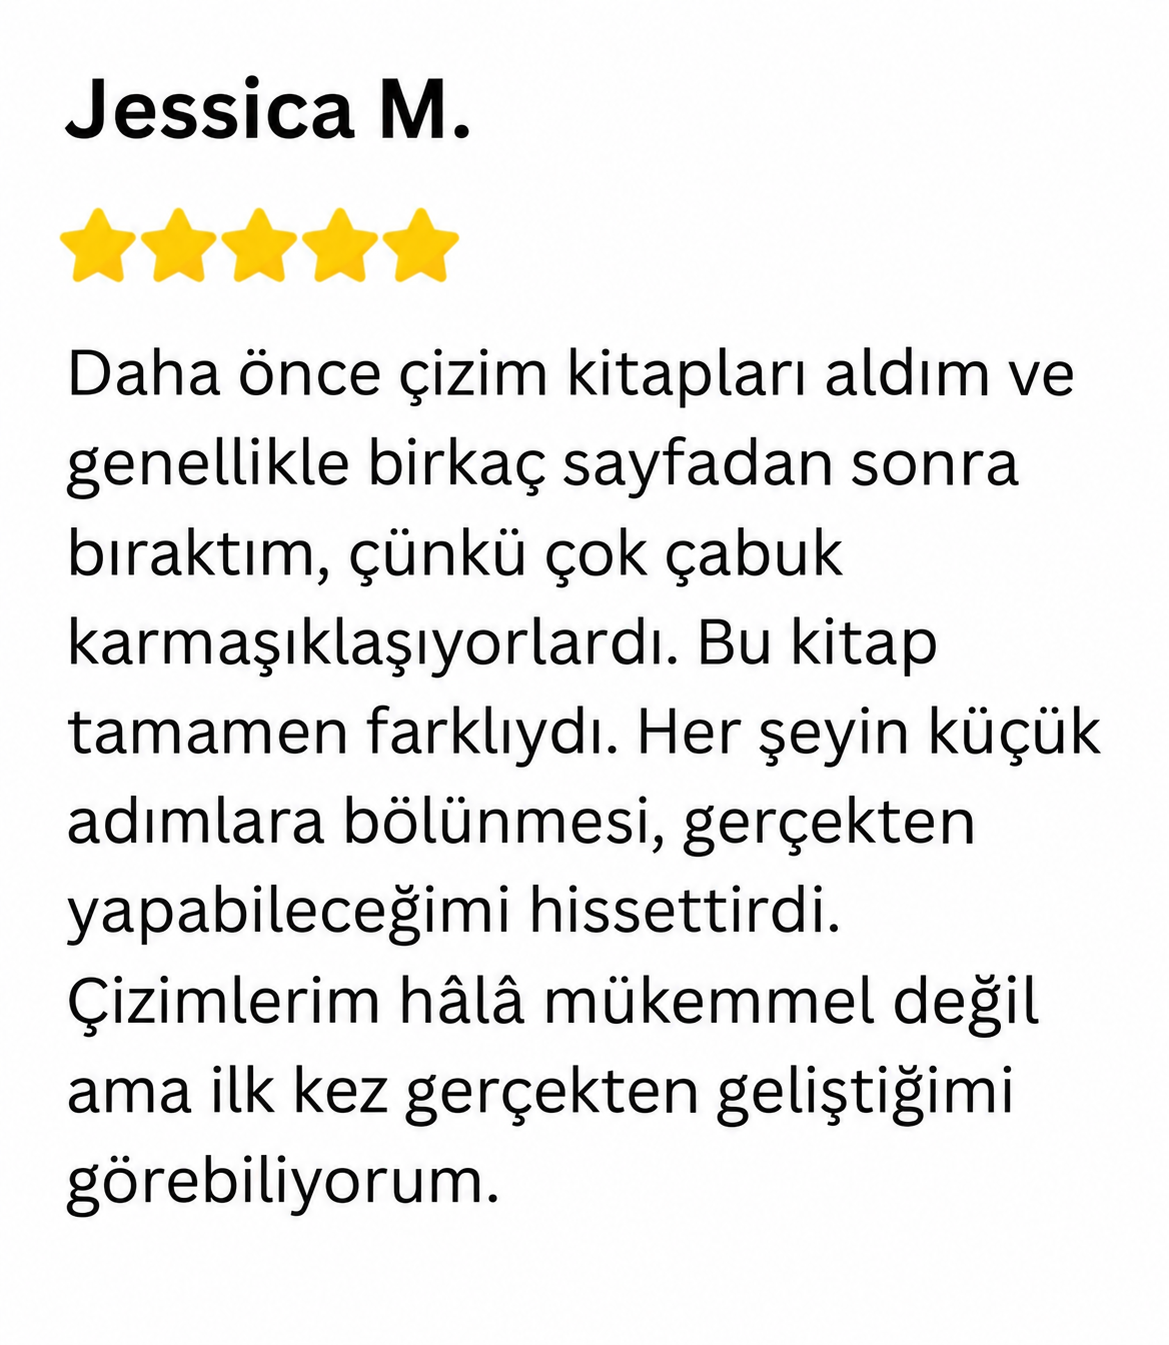 Jessica M.
Daha önce çizim kitapları aldım ve
genellikle birkaç sayfadan sonra
bıraktım, çünkü çok çabuk
karmaşıklaşıyorlardı. Bu kitap
tamamen farklıydı. Her şeyin küçük
adımlara bölünmesi, gerçekten
yapabileceğimi hissettirdi.
Çizimlerim hâlâ mükemmel değil
ama ilk kez gerçekten geliştiğimi
görebiliyorum.